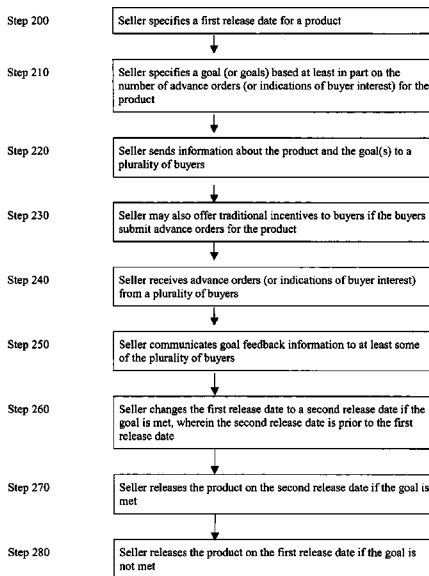 Step 200
Seller specifies a first release date for a product
Step 210
Seller specifies a goal (or goals) based at least in part on the
number of advance orders (or indications of buyer interest) for the
product
Step 220
Seller sends information about the product and the goal(s) to a
plurality of buyers
Step 230
Seller may also offer traditional incentives to buyers if the buyers
submit advance orders for the product
Step 240
Seller receives advance orders (or indications of buyer interest)
from a plurality of buyers
Step 250
Seller communicates goal feedback information to at least some
of the plurality of buyers
Step 260
Seller changes the first release date to a second release date if the
goal is met, wherein the second release date is prior to the first
release date
Step 270
Seller releases the product on the second release date if the goal is
met
Step 280
Seller releases the product on the first release date if the goal is
not met